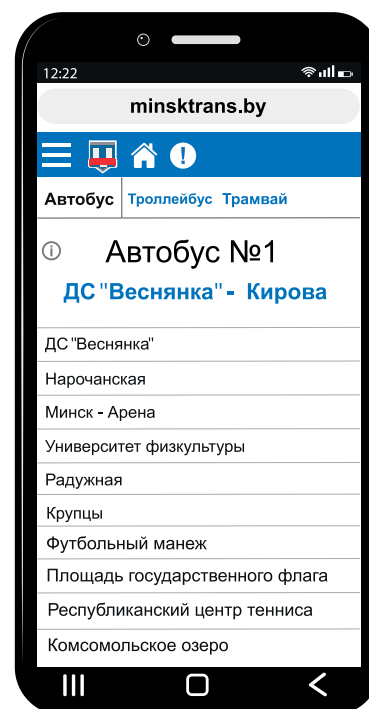 12:22
minsktrans.by
!
Автобус Троллейбус Трамвай
i Автобус №1
ДС "Веснянка" - Кирова
ДС "Веснянка"
Нарочанская
Минск - Арена
Университет физкультуры
Радужная
Крупцы
Футбольный манеж
Площадь государственного флага
Республиканский центр тенниса
Комсомольское озеро